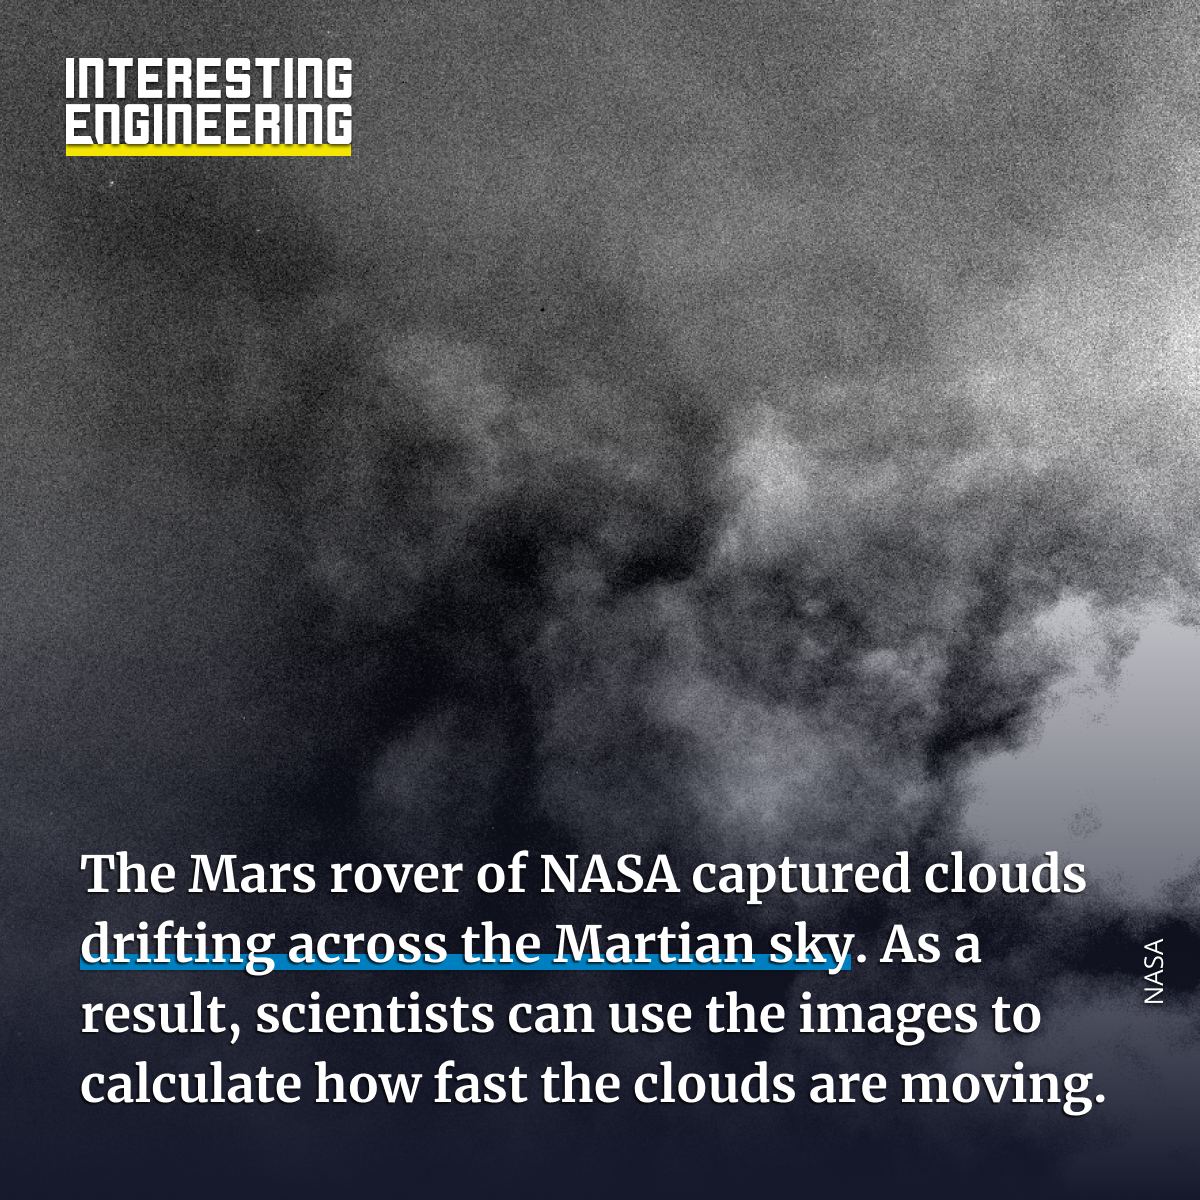 INTERESTING
ENGINEERING
The Mars rover of NASA captured clouds
drifting across the Martian sky. As a
result, scientists can use the images to
calculate how fast the clouds are moving.
NASA